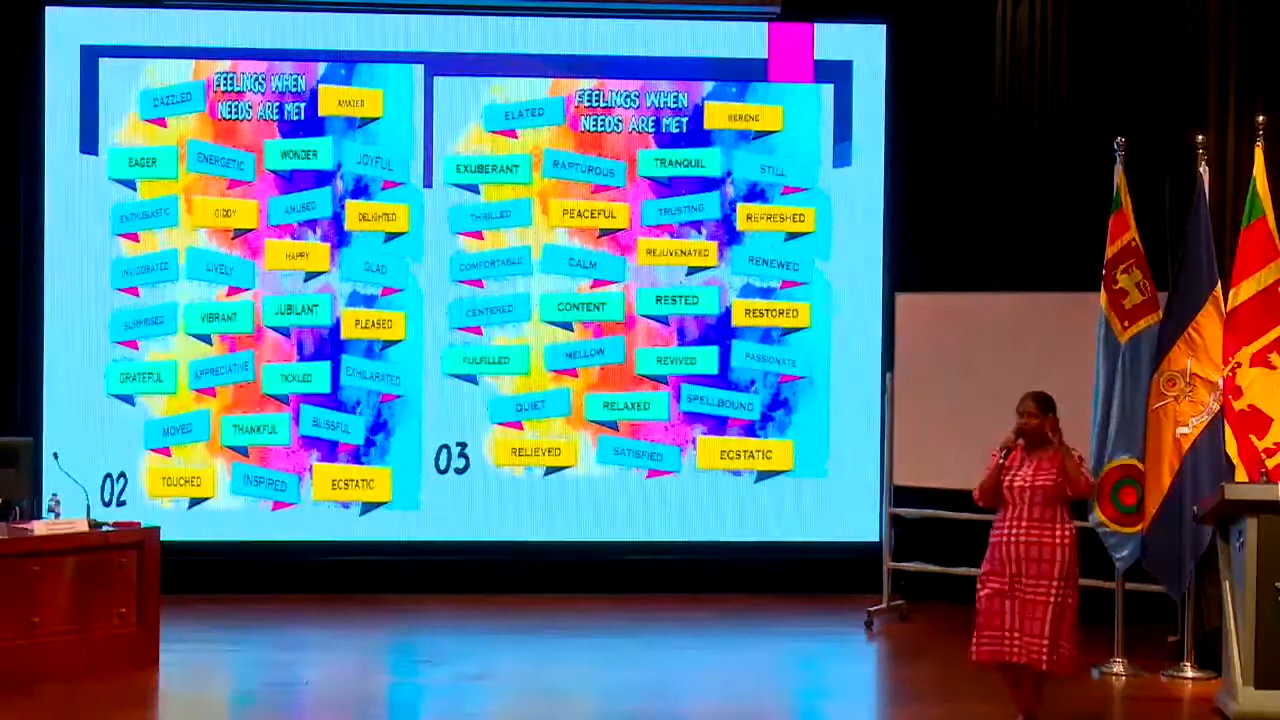 FEELINGS WHEN
NEEDS ARE MET
DAZZLED
AMAZED
EAGER
ENERGETIC
WONDER
JOYFUL
ENTHUSIASTIC
GIDDY
AMUSED
DELIGHTED
INVIGORATED
LIVELY
HAPPY
GLAD
SURPRISED
VIBRANT
JUBILANT
PLEASED
GRATEFUL
APPRECIATIVE
TICKLED
EXHILARATED
MOVED
THANKFUL
BLISSFUL
TOUCHED
INSPIRED
ECSTATIC
02
FEELINGS WHEN
NEEDS ARE MET
ELATED
SERENE
EXUBERANT
RAPTUROUS
TRANQUIL
STILL
THRILLED
PEACEFUL
TRUSTING
REFRESHED
COMFORTABLE
CALM
REJUVENATED
RENEWED
CENTERED
CONTENT
RESTED
RESTORED
FULFILLED
MELLOW
REVIVED
PASSIONATE
QUIET
RELAXED
SPELLBOUND
RELIEVED
SATISFIED
ECSTATIC
03